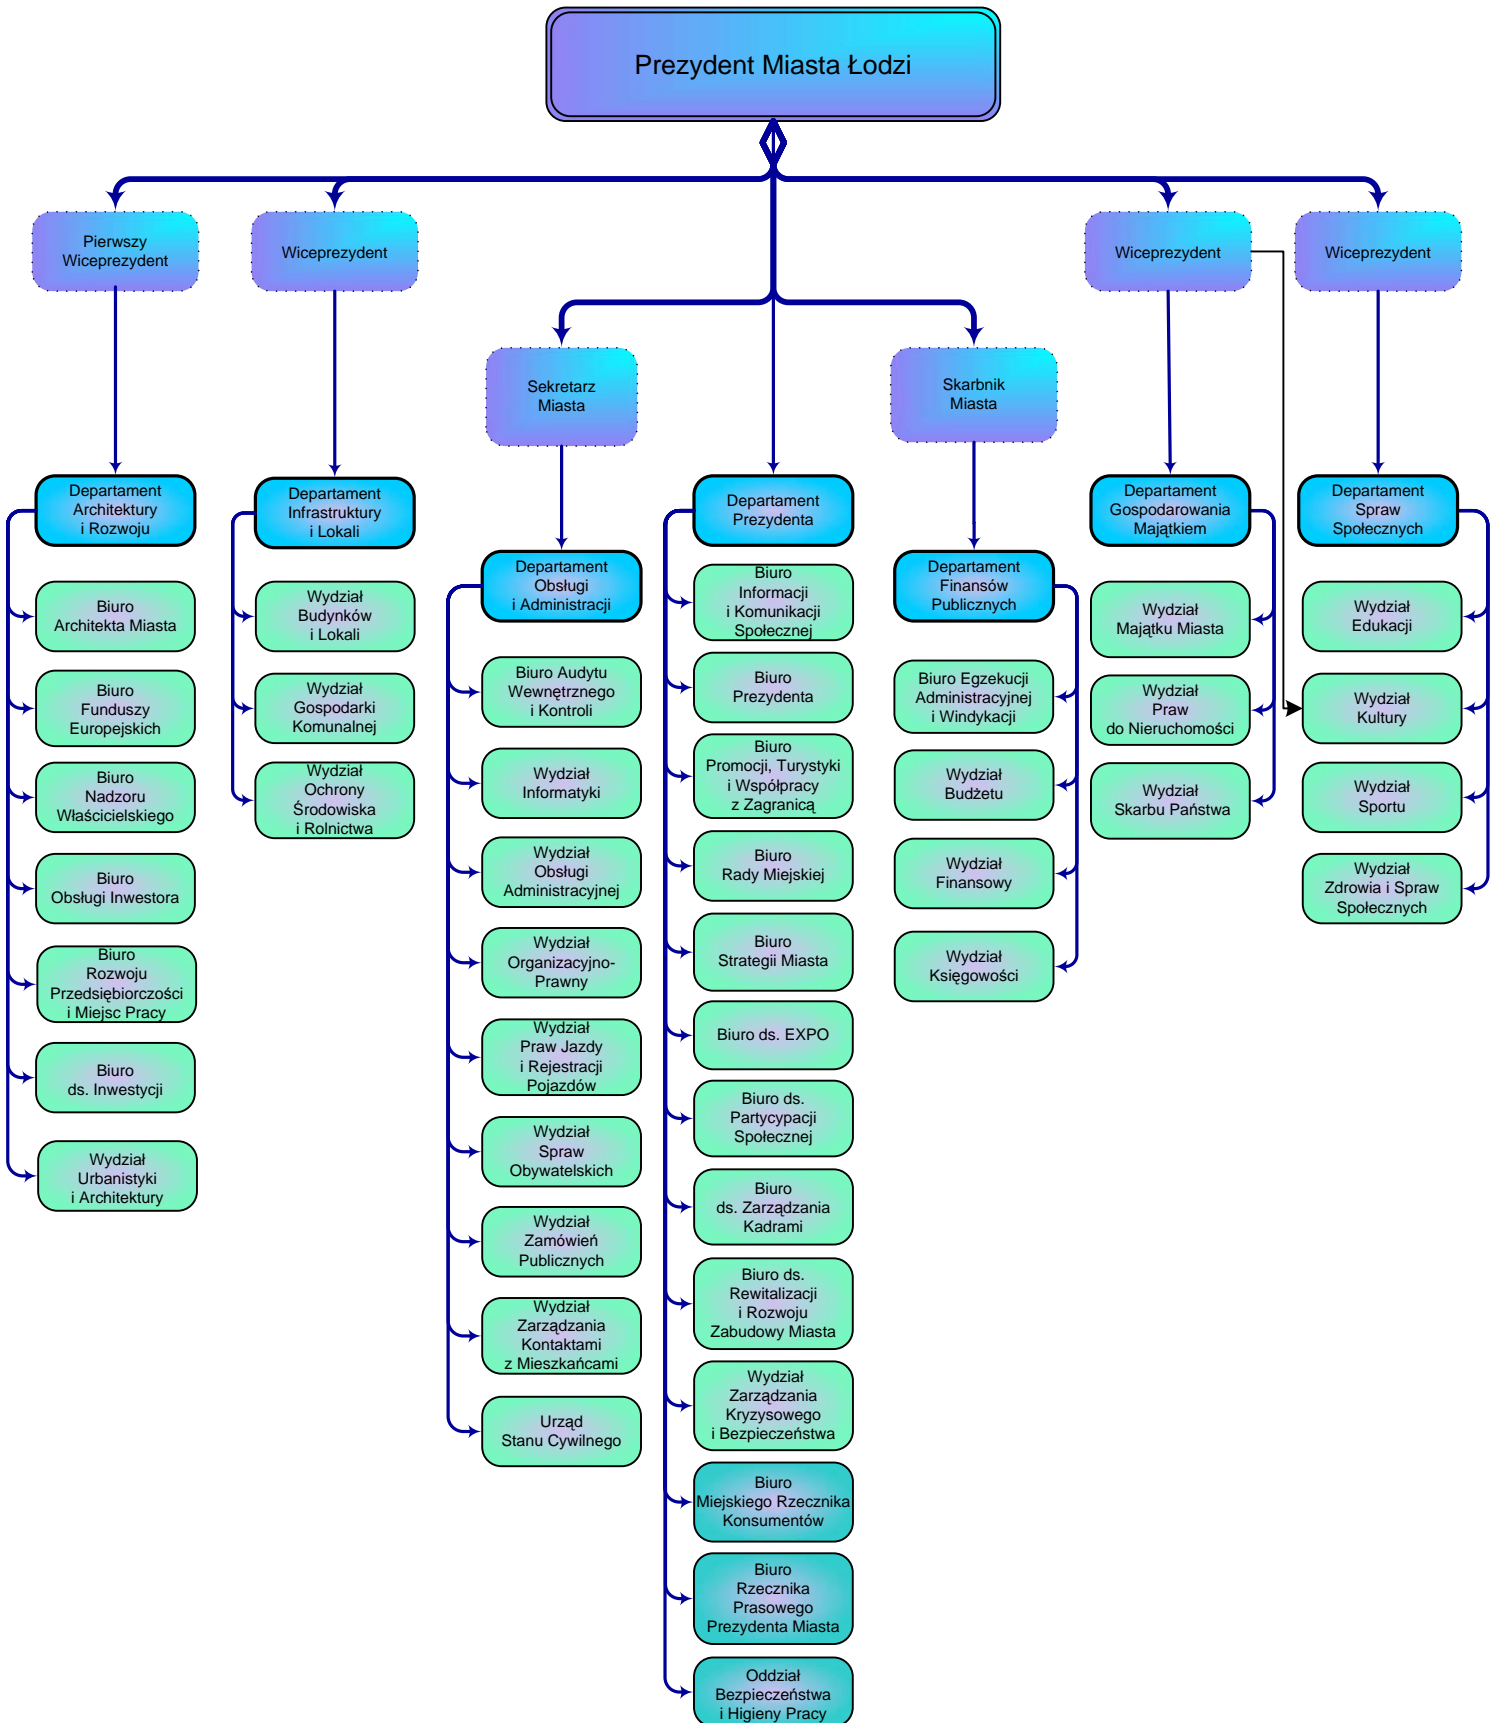 Prezydent Miasta Łodzi
Pierwszy
Wiceprezydent
Wiceprezydent
Wiceprezydent
Wiceprezydent
Sekretarz
Miasta
Skarbnik
Miasta
Departament
Architektury
i Rozwoju
Biuro
Architekta Miasta
Biuro
Funduszy
Europejskich
Biuro
Nadzoru
Właścicielskiego
Biuro
Obsługi Inwestora
Biuro
Rozwoju
Przedsiębiorczości
i Miejsc Pracy
Biuro
ds. Inwestycji
Wydział
Urbanistyki
i Architektury
Departament
Infrastruktury
i Lokali
Wydział
Budynków
i Lokali
Wydział
Gospodarki
Komunalnej
Wydział
Ochrony
Środowiska
i Rolnictwa
Departament
Obsługi
i Administracji
Biuro Audytu
Wewnętrznego
i Kontroli
Wydział
Informatyki
Wydział
Obsługi
Administracyjnej
Wydział
Organizacyjno-
Prawny
Wydział
Praw Jazdy
i Rejestracji
Pojazdów
Wydział
Spraw
Obywatelskich
Wydział
Zamówień
Publicznych
Wydział
Zarządzania
Kontaktami
z Mieszkańcami
Urząd
Stanu Cywilnego
Departament
Prezydenta
Biuro
Informacji
i Komunikacji
Społecznej
Biuro
Prezydenta
Biuro
Promocji, Turystyki
i Współpracy
z Zagranicą
Biuro
Rady Miejskiej
Biuro
Strategii Miasta
Biuro ds. EXPO
Biuro ds.
Partycypacji
Społecznej
Biuro
ds. Zarządzania
Kadrami
Biuro ds.
Rewitalizacji
i Rozwoju
Zabudowy Miasta
Wydział
Zarządzania
Kryzysowego
i Bezpieczeństwa
Biuro
Miejskiego Rzecznika
Konsumentów
Biuro
Rzecznika
Prasowego
Prezydenta Miasta
Oddział
Bezpieczeństwa
i Higieny Pracy
Departament
Finansów
Publicznych
Biuro Egzekucji
Administracyjnej
i Windykacji
Wydział
Budżetu
Wydział
Finansowy
Wydział
Księgowości
Departament
Gospodarowania
Majątkiem
Wydział
Majątku Miasta
Wydział
Praw
do Nieruchomości
Wydział
Skarbu Państwa
Departament
Spraw
Społecznych
Wydział
Edukacji
Wydział
Kultury
Wydział
Sportu
Wydział
Zdrowia i Spraw
Społecznych